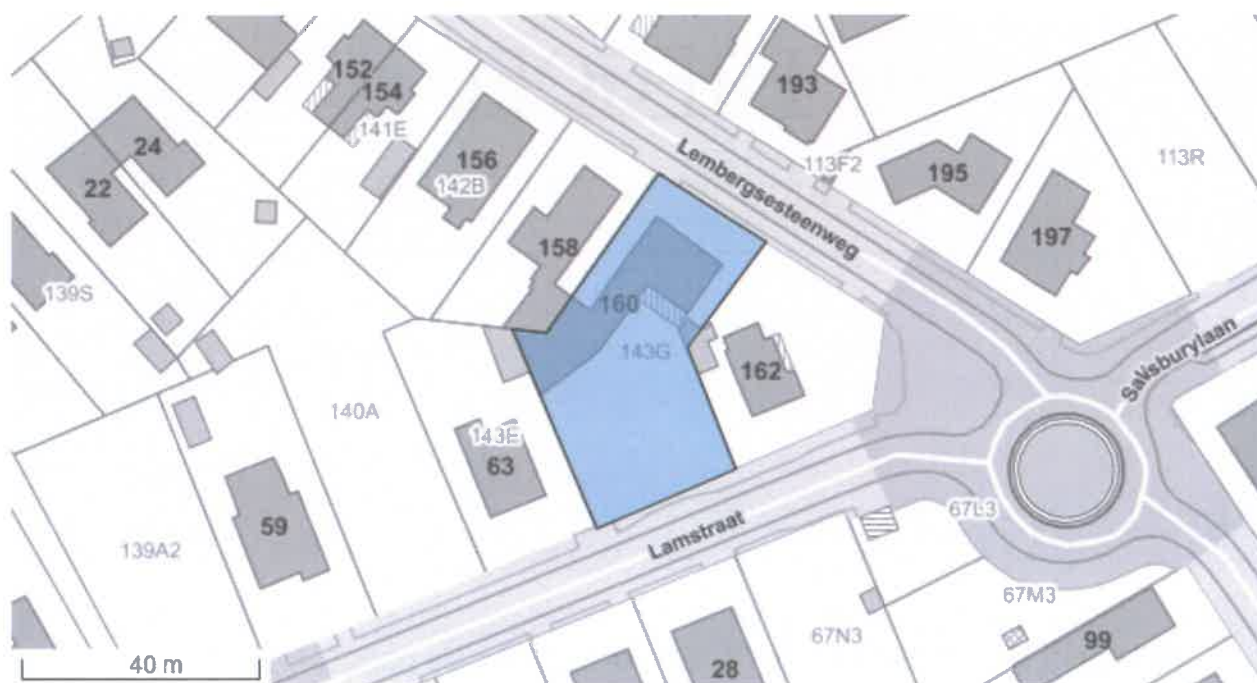 193
152
154
141E
24
22
156
142B
Lembergsesteenweg
113F2
195
113R
197
158
139S
160
143G
162
Salisburylaan
140A
143E
63
67L3
59
139A2
Lamstraat
67M3
67N3
99
28
40 m